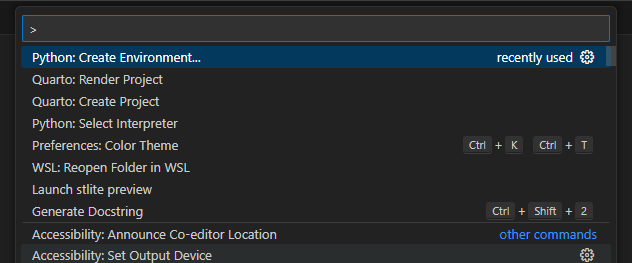 >
Python: Create Environment... recently used
Quarto: Render Project
Quarto: Create Project
Python: Select Interpreter
Preferences: Color Theme Ctrl + K Ctrl + T
WSL: Reopen Folder in WSL
Launch stlite preview
Generate Docstring Ctrl + Shift + 2
Accessibility: Announce Co-editor Location other commands
Accessibility: Set Output Device